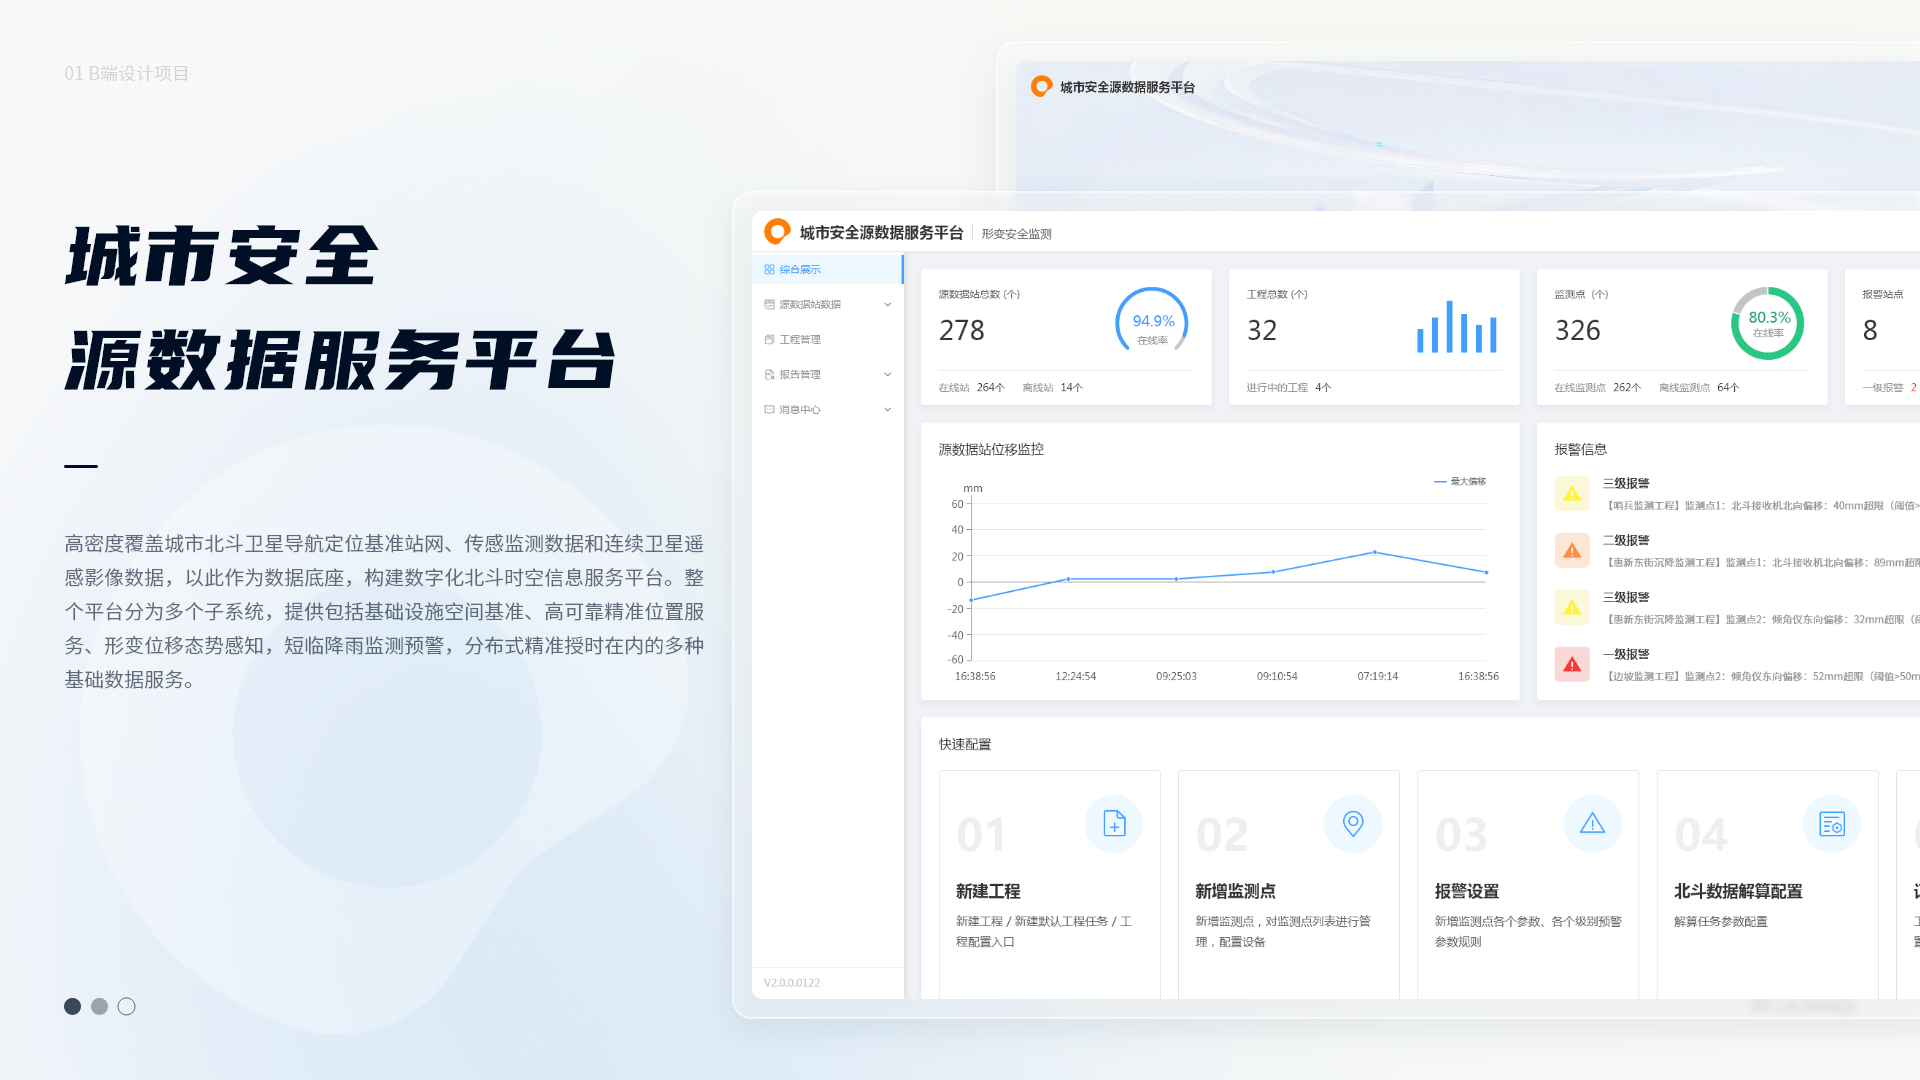 01 B端设计项目
城市安全
源数据服务平台
高密度覆盖城市北斗卫星导航定位基准站网、传感监测数据和连续卫星遥
感影像数据，以此作为数据底座，构建数字化北斗时空信息服务平台。整
个平台分为多个子系统，提供包括基础设施空间基准、高可靠精准位置服
务、形变位移态势感知，短临降雨监测预警，分布式精准授时在内的多种
基础数据服务。
城市安全源数据服务平台
城市安全源数据服务平台 形变安全监测
综合展示
源数据站数据
工程管理
报告管理
消息中心
V2.0.0.0122
源数据站总数 (个)
278
94.9%
在线率
在线站 264个 离线站 14个
工程总数 (个)
32
进行中的工程 4个
监测点 (个)
326
80.3%
在线率
在线监测点 262个 离线监测点 64个
报警站点
8
一级报警 2
源数据站位移监控
最大偏移
mm
60
40
20
0
-20
-40
-60
16:38:56 12:24:54 09:25:03 09:10:54 07:19:14 16:38:56
报警信息
三级报警
【哨兵监测工程】监测点1：北斗接收机北向偏移：40mm超限（阈值>
二级报警
【惠新东街沉降监测工程】监测点1：北斗接收机北向偏移：89mm超限
三级报警
【惠新东街沉降监测工程】监测点2：倾角仪东向偏移：32mm超限（
一级报警
【边坡监测工程】监测点2：倾角仪东向偏移：52mm超限（阈值>50m
快速配置
01
新建工程
新建工程 / 新建默认工程任务 / 工
程配置入口
02
新增监测点
新增监测点，对监测点列表进行管
理，配置设备
03
报警设置
新增监测点各个参数、各个级别预警
参数规则
04
北斗数据解算配置
解算任务参数配置